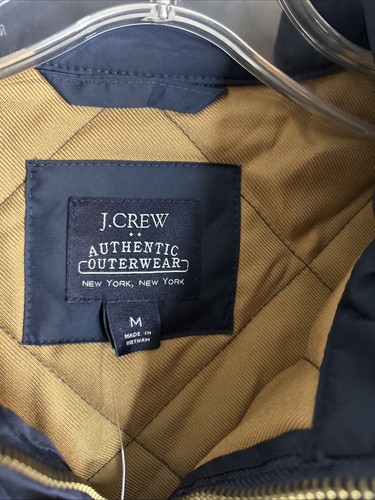 J.CREW
AUTHENTIC
OUTERWEAR
NEW YORK, NEW YORK
M
MADE IN
VIETNAM